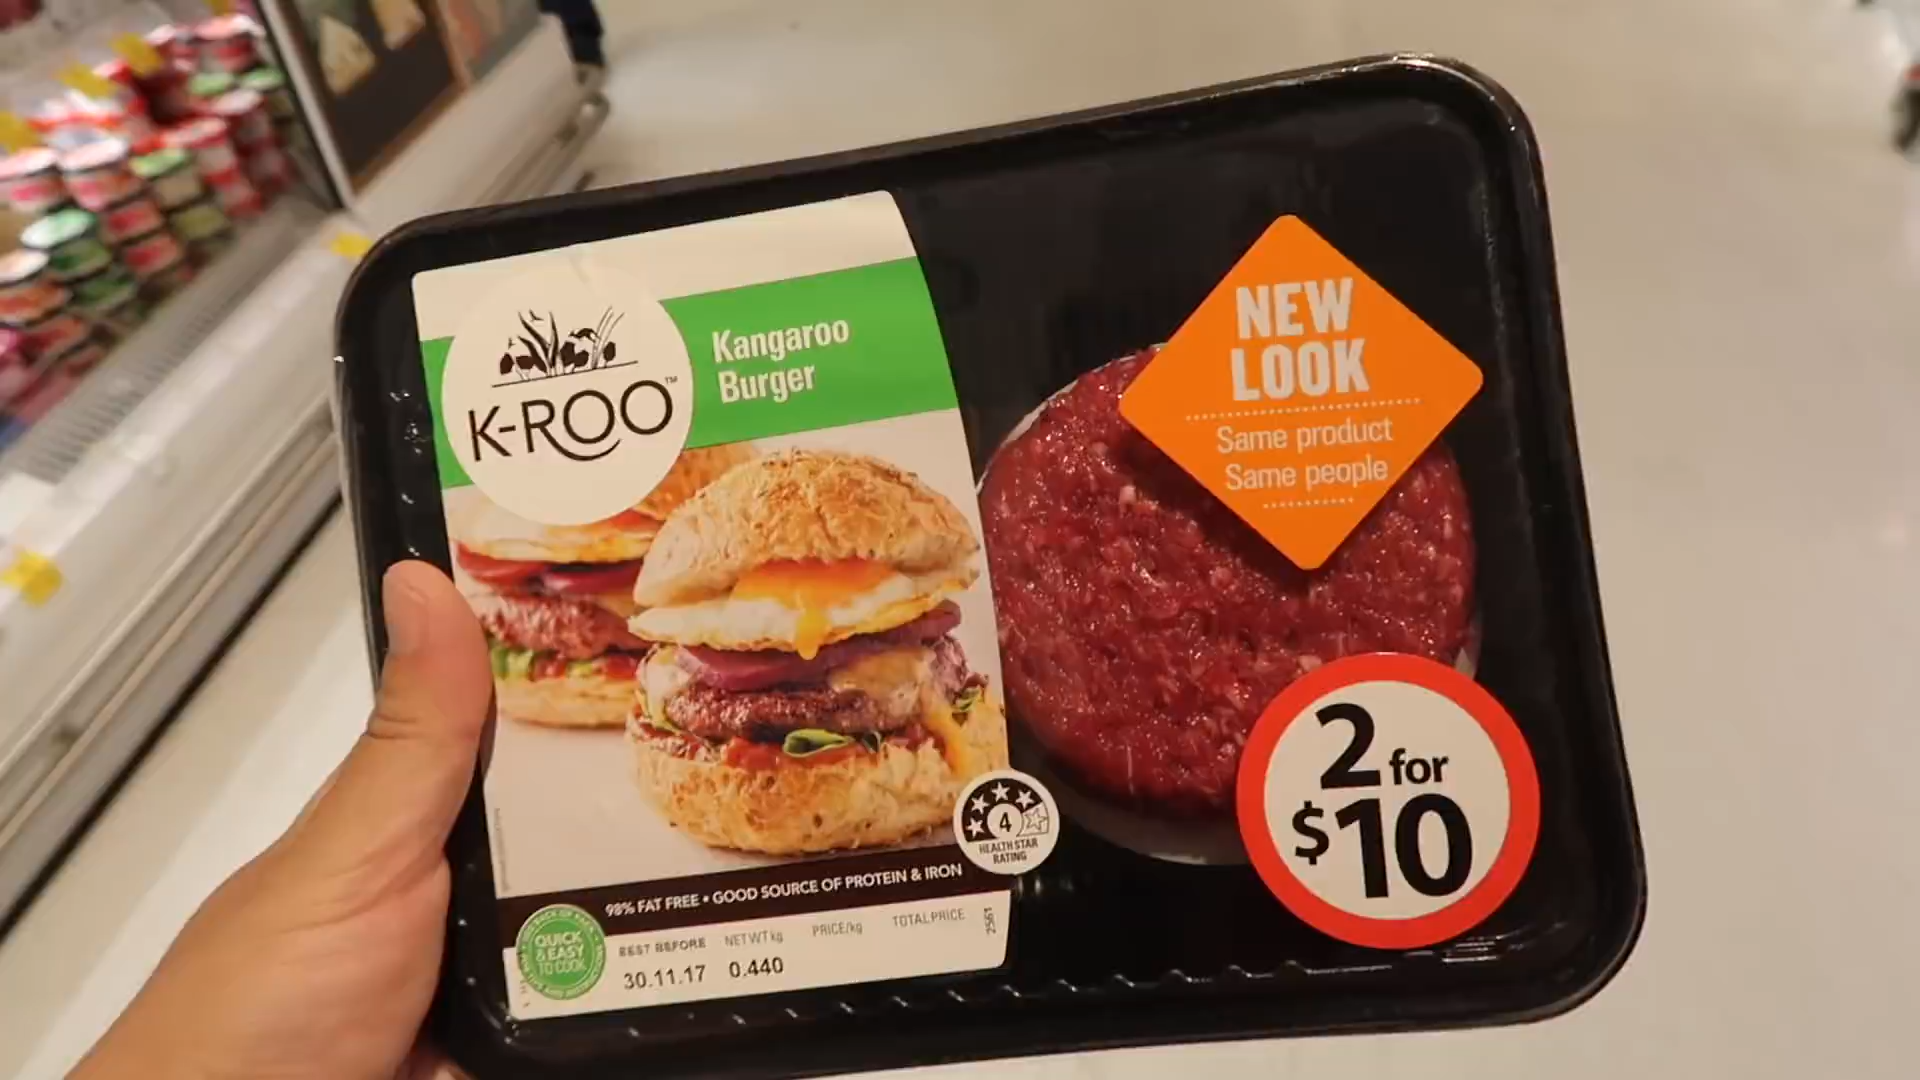 K-ROO™
Kangaroo
Burger
NEW
LOOK
Same product
Same people
2 for
$10
4
HEALTH STAR
RATING
98% FAT FREE • GOOD SOURCE OF PROTEIN & IRON
QUICK
& EASY
TO COOK
BEST BEFORE
30.11.17
NET WT kg
0.440
PRICE/kg
TOTAL PRICE
2561